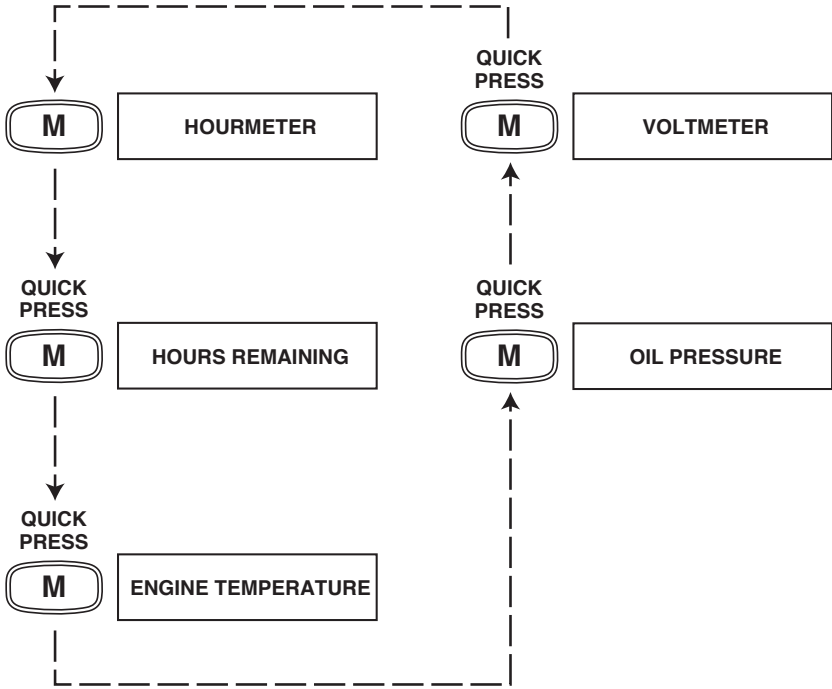 M
HOURMETER
QUICK
PRESS
M
HOURS REMAINING
QUICK
PRESS
M
ENGINE TEMPERATURE
QUICK
PRESS
M
OIL PRESSURE
QUICK
PRESS
M
VOLTMETER